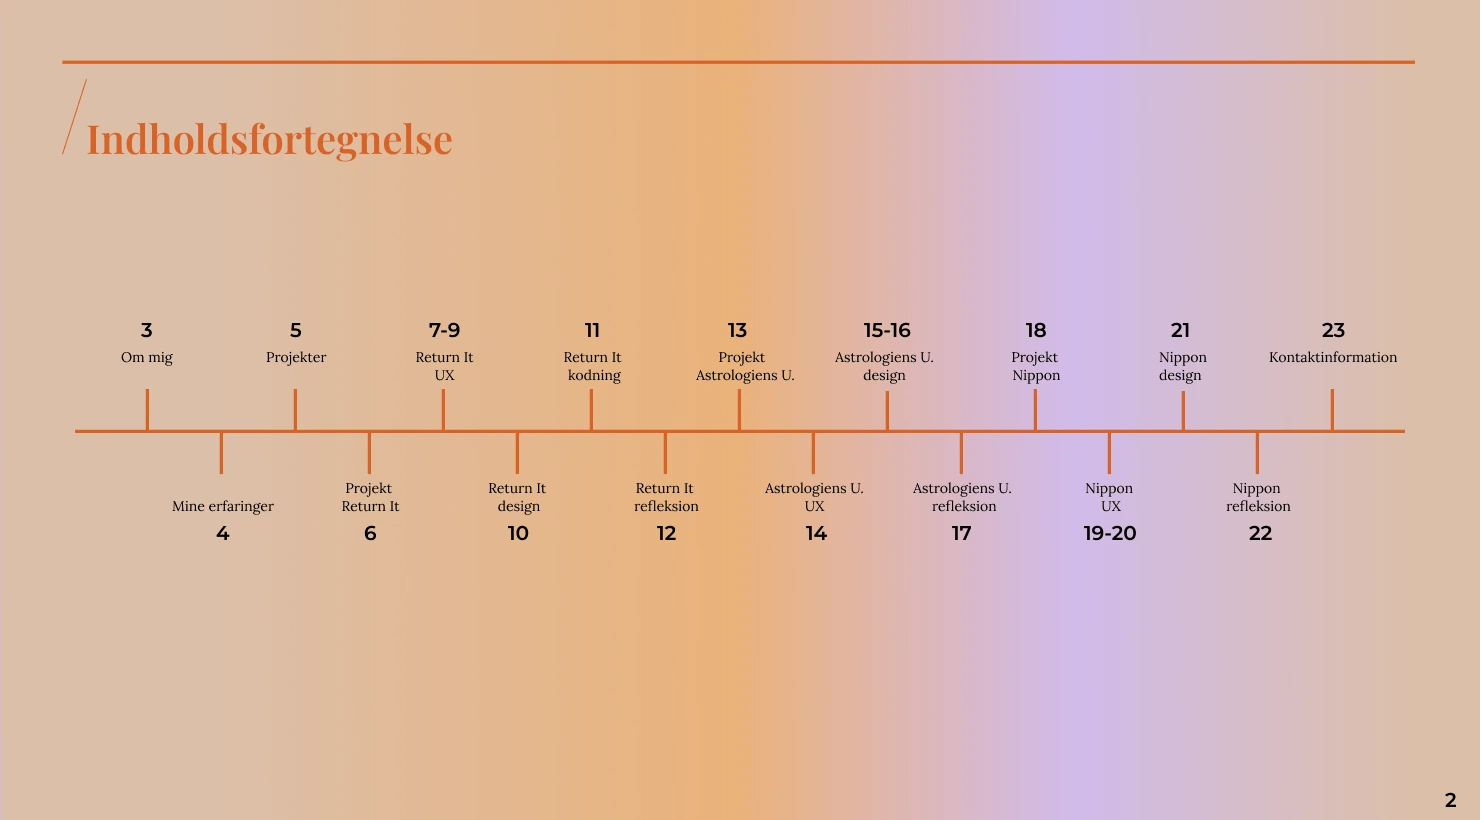 Indholdsfortegnelse
3
Om mig
5
Projekter
7-9
Return It
UX
11
Return It
kodning
13
Projekt
Astrologiens U.
15-16
Astrologiens U.
design
18
Projekt
Nippon
21
Nippon
design
23
Kontaktinformation
Mine erfaringer
4
Projekt
Return It
6
Return It
design
10
Return It
refleksion
12
Astrologiens U.
UX
14
Astrologiens U.
refleksion
17
Nippon
UX
19-20
Nippon
refleksion
22
2